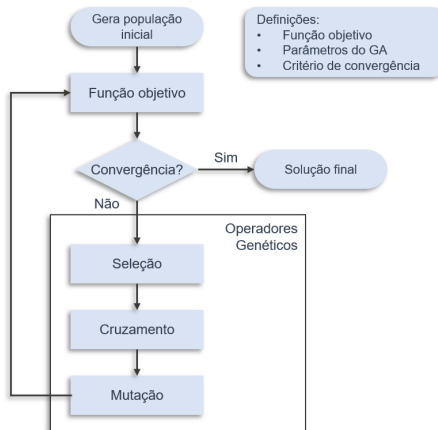 Gera população
inicial
Definições:
• Função objetivo
• Parâmetros do GA
• Critério de convergência
Função objetivo
Convergência?
Sim
Solução final
Não
Operadores
Genéticos
Seleção
Cruzamento
Mutação